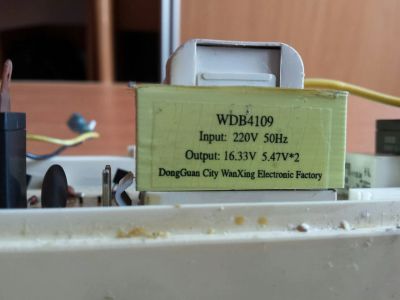 WDB4109
Input: 220V 50Hz
Output: 16.33V 5.47V*2
DongGuan City WanXing Electronic Factory